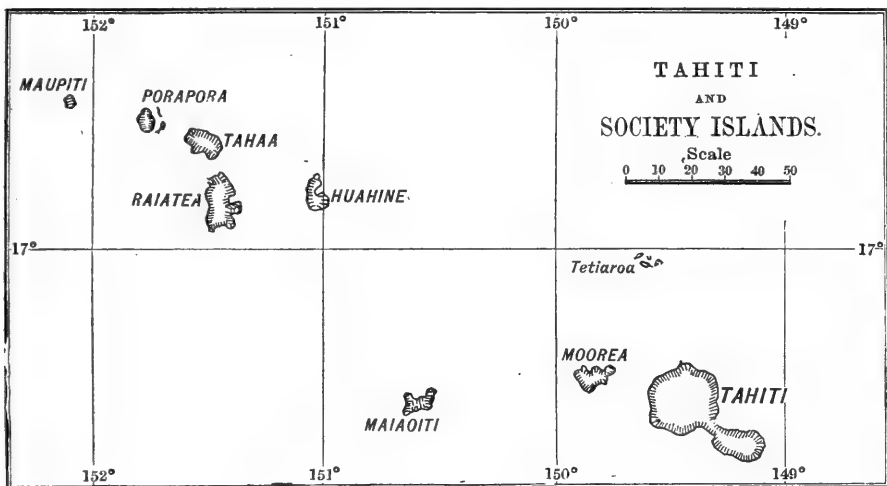 152°
151°
150°
149°
TAHITI
AND
SOCIETY ISLANDS.
Scale
0 10 20 30 40 50
MAUPITI
PORAPORA
TAHAA
RAIATEA
HUAHINE
17°
17°
Tetiaroa
MOOREA
TAHITI
MAIAOITI
152°
151°
150°
149°